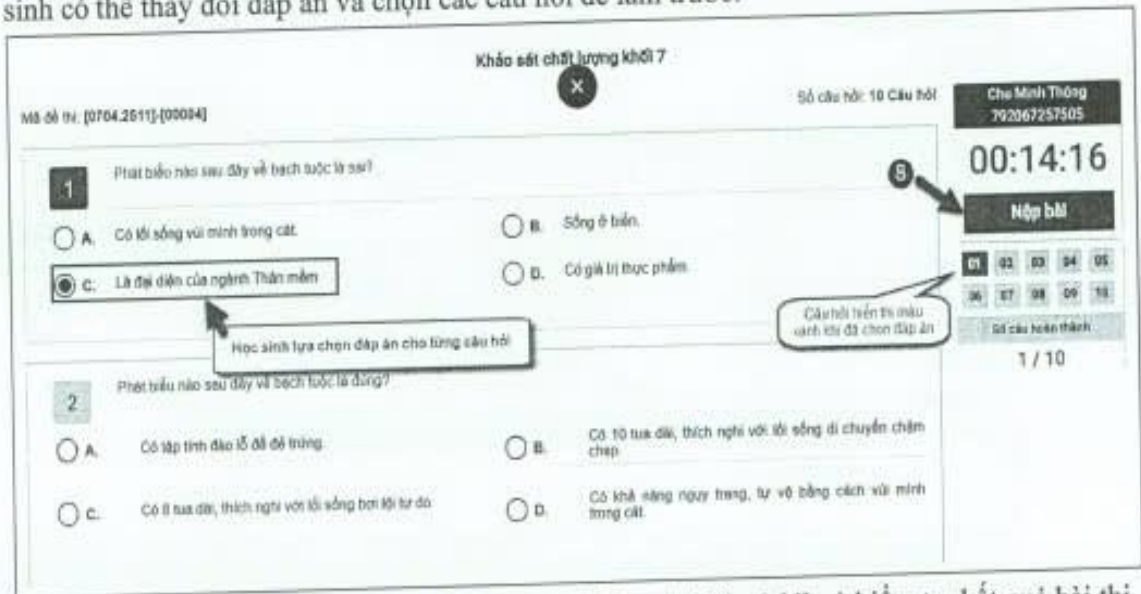 sinh có thể thay đổi đáp án và chọn các câu hỏi để làm trước.
Khảo sát chất lượng khối 7
Mã đề thi: [0704.2511]-[00004]
Số câu hỏi: 10 Câu hỏi
Chu Minh Thông
792067257505
00:14:16
8
Nộp bài
1
Phát biểu nào sau đây về bạch tuộc là sai?
A. Có lối sống vùi mình trong cát.
B. Sống ở biển.
C. Là đại diện của ngành Thân mềm
D. Có giá trị thực phẩm.
01 02 03 04 05
06 07 08 09 10
Câu hỏi hiển thị màu
xanh khi đã chọn đáp án
Số câu hoàn thành
1 / 10
Học sinh lựa chọn đáp án cho từng câu hỏi
2
Phát biểu nào sau đây về bạch tuộc là đúng?
A. Có tập tính đào lỗ để đẻ trứng.
B. Có 10 tua dài, thích nghi với lối sống di chuyển chậm
chạp.
C. Có 8 tua dài, thích nghi với lối sống bơi lội tự do
D. Có khả năng ngụy trang, tự vệ bằng cách vùi mình
trong cát.
kết quả bài thi